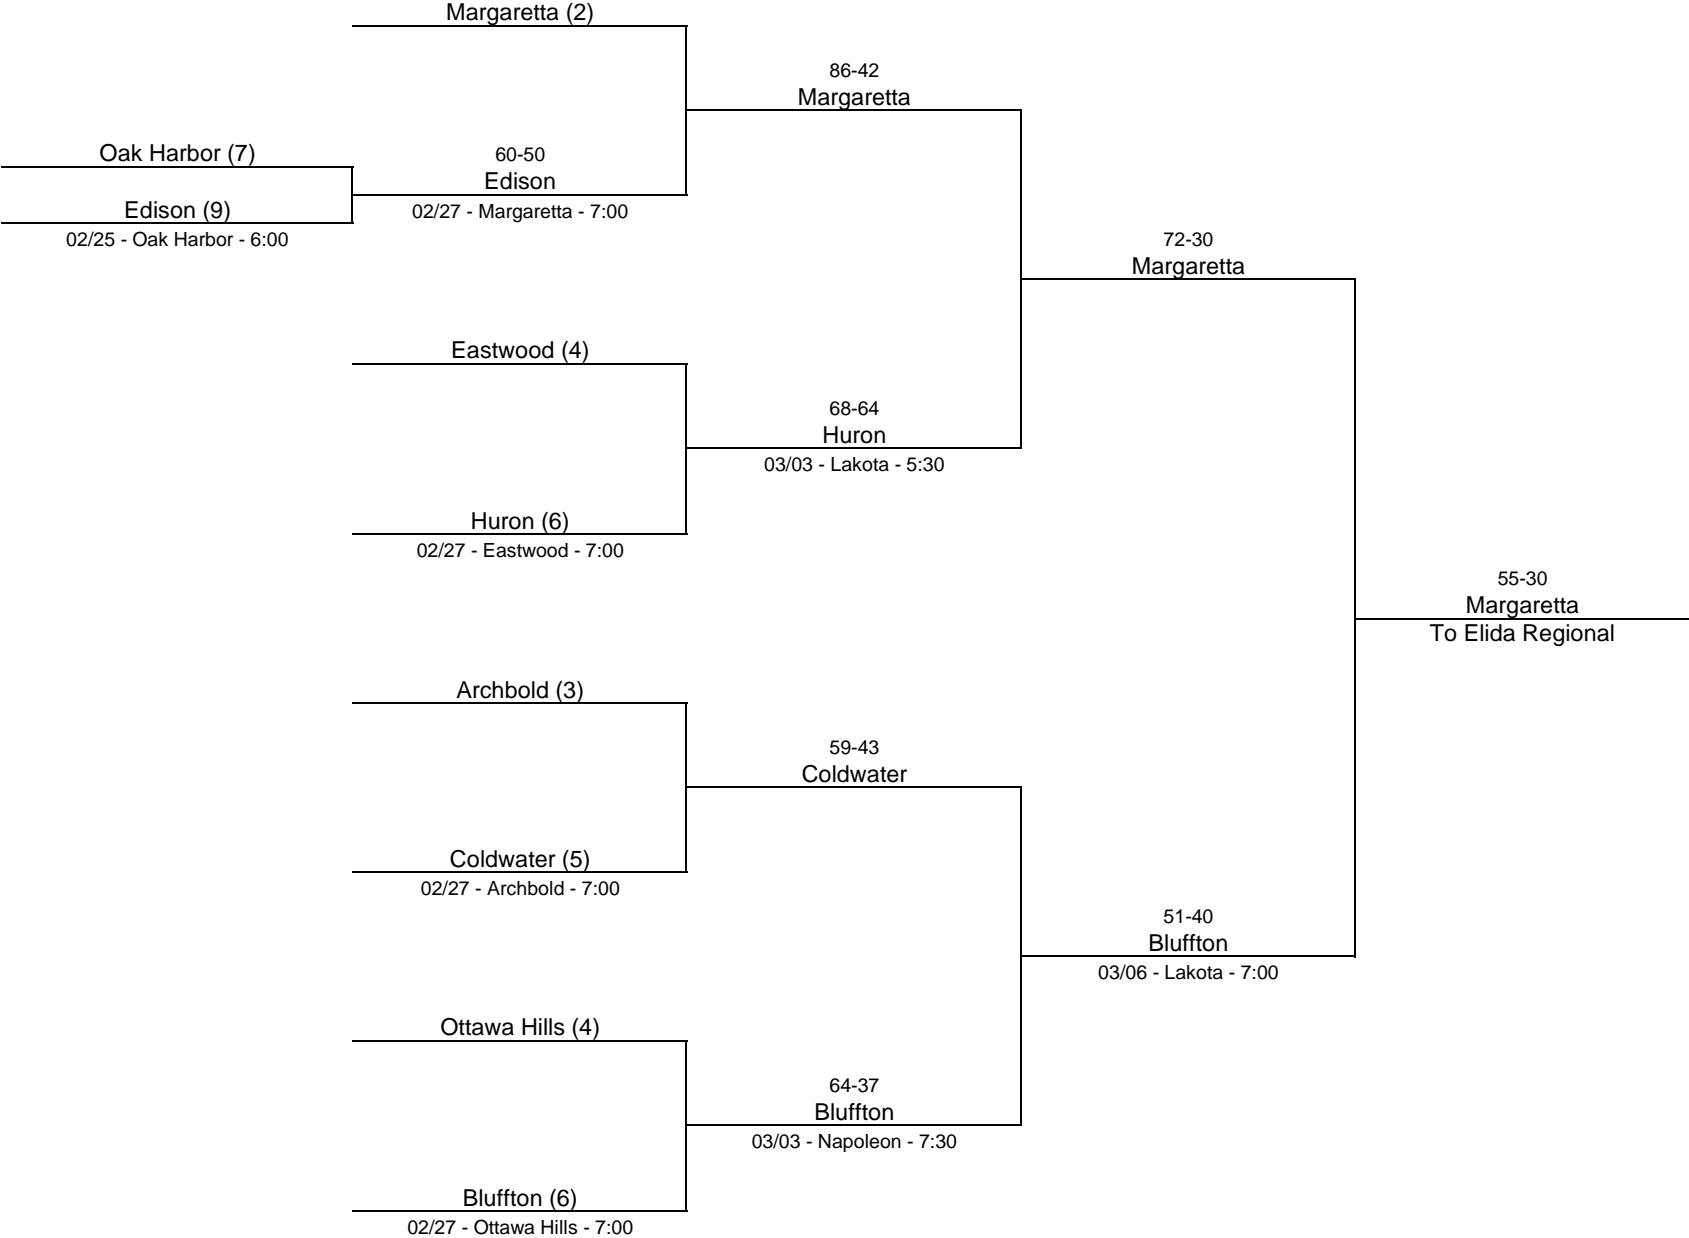 Margaretta (2)
86-42
Margaretta
Oak Harbor (7)
60-50
Edison
Edison (9)
02/27 - Margaretta - 7:00
02/25 - Oak Harbor - 6:00
72-30
Margaretta
Eastwood (4)
68-64
Huron
03/03 - Lakota - 5:30
Huron (6)
02/27 - Eastwood - 7:00
55-30
Margaretta
To Elida Regional
Archbold (3)
59-43
Coldwater
Coldwater (5)
02/27 - Archbold - 7:00
51-40
Bluffton
03/06 - Lakota - 7:00
Ottawa Hills (4)
64-37
Bluffton
03/03 - Napoleon - 7:30
Bluffton (6)
02/27 - Ottawa Hills - 7:00